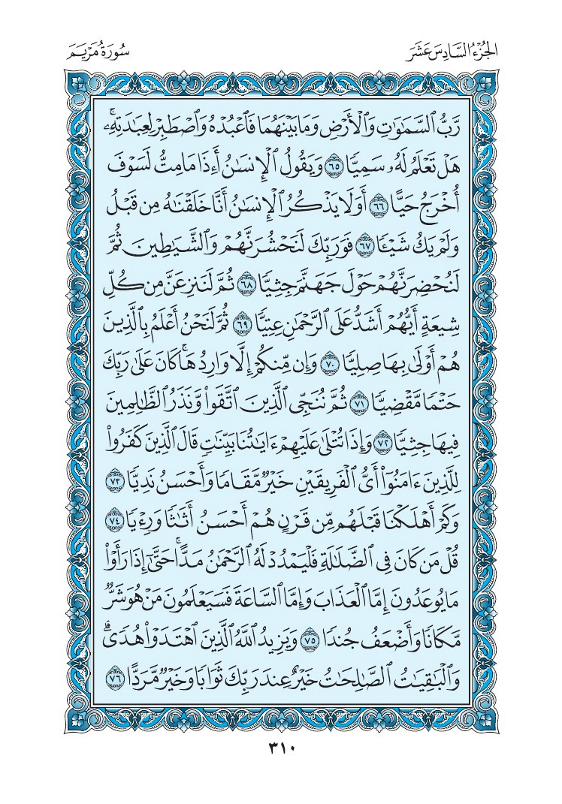 الجُزْءُ السَّادِسَ عَشَرَ
سُورَةُ مَرْيَمَ
رَّبُّ ٱلسَّمَٰوَٰتِ وَٱلْأَرْضِ وَمَا بَيْنَهُمَا فَٱعْبُدْهُ وَٱصْطَبِرْ لِعِبَٰدَتِهِۦۚ
هَلْ تَعْلَمُ لَهُۥ سَمِيًّا ٦٥ وَيَقُولُ ٱلْإِنسَٰنُ أَءِذَا مَا مِتُّ لَسَوْفَ
أُخْرَجُ حَيًّا ٦٦ أَوَلَا يَذْكُرُ ٱلْإِنسَٰنُ أَنَّا خَلَقْنَٰهُ مِن قَبْلُ
وَلَمْ يَكُ شَيْـًٔا ٦٧ فَوَرَبِّكَ لَنَحْشُرَنَّهُمْ وَٱلشَّيَٰطِينَ ثُمَّ
لَنُحْضِرَنَّهُمْ حَوْلَ جَهَنَّمَ جِثِيًّا ٦٨ ثُمَّ لَنَنزِعَنَّ مِن كُلِّ
شِيعَةٍ أَيُّهُمْ أَشَدُّ عَلَى ٱلرَّحْمَٰنِ عِتِيًّا ٦٩ ثُمَّ لَنَحْنُ أَعْلَمُ بِٱلَّذِينَ
هُمْ أَوْلَىٰ بِهَا صِلِيًّا ٧٠ وَإِن مِّنكُمْ إِلَّا وَارِدُهَاۚ كَانَ عَلَىٰ رَبِّكَ
حَتْمًا مَّقْضِيًّا ٧١ ثُمَّ نُنَجِّى ٱلَّذِينَ ٱتَّقَوا۟ وَّنَذَرُ ٱلظَّٰلِمِينَ
فِيهَا جِثِيًّا ٧٢ وَإِذَا تُتْلَىٰ عَلَيْهِمْ ءَايَٰتُنَا بَيِّنَٰتٍ قَالَ ٱلَّذِينَ كَفَرُوا۟
لِلَّذِينَ ءَامَنُوٓا۟ أَىُّ ٱلْفَرِيقَيْنِ خَيْرٌ مَّقَامًا وَأَحْسَنُ نَدِيًّا ٧٣
وَكَمْ أَهْلَكْنَا قَبْلَهُم مِّن قَرْنٍ هُمْ أَحْسَنُ أَثَٰثًا وَرِءْيًا ٧٤
قُلْ مَن كَانَ فِى ٱلضَّلَٰلَةِ فَلْيَمْدُدْ لَهُ ٱلرَّحْمَٰنُ مَدًّاۚ حَتَّىٰٓ إِذَا رَأَوْا۟
مَا يُوعَدُونَ إِمَّا ٱلْعَذَابَ وَإِمَّا ٱلسَّاعَةَ فَسَيَعْلَمُونَ مَنْ هُوَ شَرٌّ
مَّكَانًا وَأَضْعَفُ جُندًا ٧٥ وَيَزِيدُ ٱللَّهُ ٱلَّذِينَ ٱهْتَدَوْا۟ هُدًىۗ
وَٱلْبَٰقِيَٰتُ ٱلصَّٰلِحَٰتُ خَيْرٌ عِندَ رَبِّكَ ثَوَابًا وَخَيْرٌ مَّرَدًّا ٧٦
٣١٠